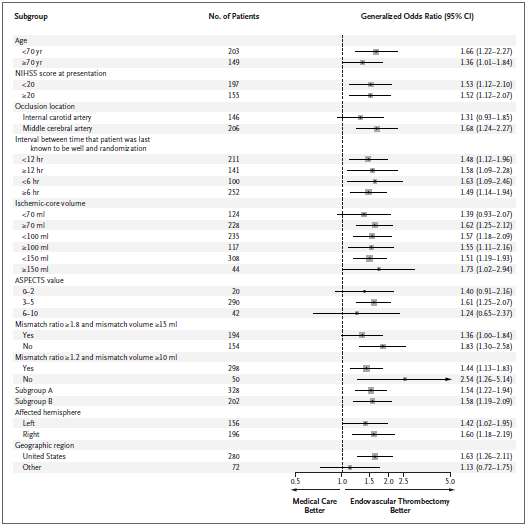 Subgroup No. of Patients Generalized Odds Ratio (95% CI)
Age
<70 yr 203 1.66 (1.22–2.27)
≥70 yr 149 1.36 (1.01–1.84)
NIHSS score at presentation
<20 197 1.53 (1.12–2.10)
≥20 155 1.52 (1.12–2.07)
Occlusion location
Internal carotid artery 146 1.31 (0.93–1.85)
Middle cerebral artery 206 1.68 (1.24–2.27)
Interval between time that patient was last
known to be well and randomization
<12 hr 211 1.48 (1.12–1.96)
≥12 hr 141 1.58 (1.09–2.28)
<6 hr 100 1.63 (1.09–2.46)
≥6 hr 252 1.49 (1.14–1.94)
Ischemic-core volume
<70 ml 124 1.39 (0.93–2.07)
≥70 ml 228 1.62 (1.25–2.12)
<100 ml 235 1.57 (1.18–2.09)
≥100 ml 117 1.55 (1.11–2.16)
<150 ml 308 1.51 (1.19–1.93)
≥150 ml 44 1.73 (1.02–2.94)
ASPECTS value
0–2 20 1.40 (0.91–2.16)
3–5 290 1.61 (1.25–2.07)
6–10 42 1.24 (0.65–2.37)
Mismatch ratio ≥1.8 and mismatch volume ≥15 ml
Yes 194 1.36 (1.00–1.84)
No 154 1.83 (1.30–2.58)
Mismatch ratio ≥1.2 and mismatch volume ≥10 ml
Yes 298 1.44 (1.13–1.83)
No 50 2.54 (1.26–5.14)
Subgroup A 328 1.54 (1.22–1.94)
Subgroup B 202 1.58 (1.19–2.09)
Affected hemisphere
Left 156 1.42 (1.02–1.95)
Right 196 1.60 (1.18–2.19)
Geographic region
United States 280 1.63 (1.26–2.11)
Other 72 1.13 (0.72–1.75)
0.5 1.0 1.5 2.0 2.5 5.0
Medical Care Better
Endovascular Thrombectomy Better